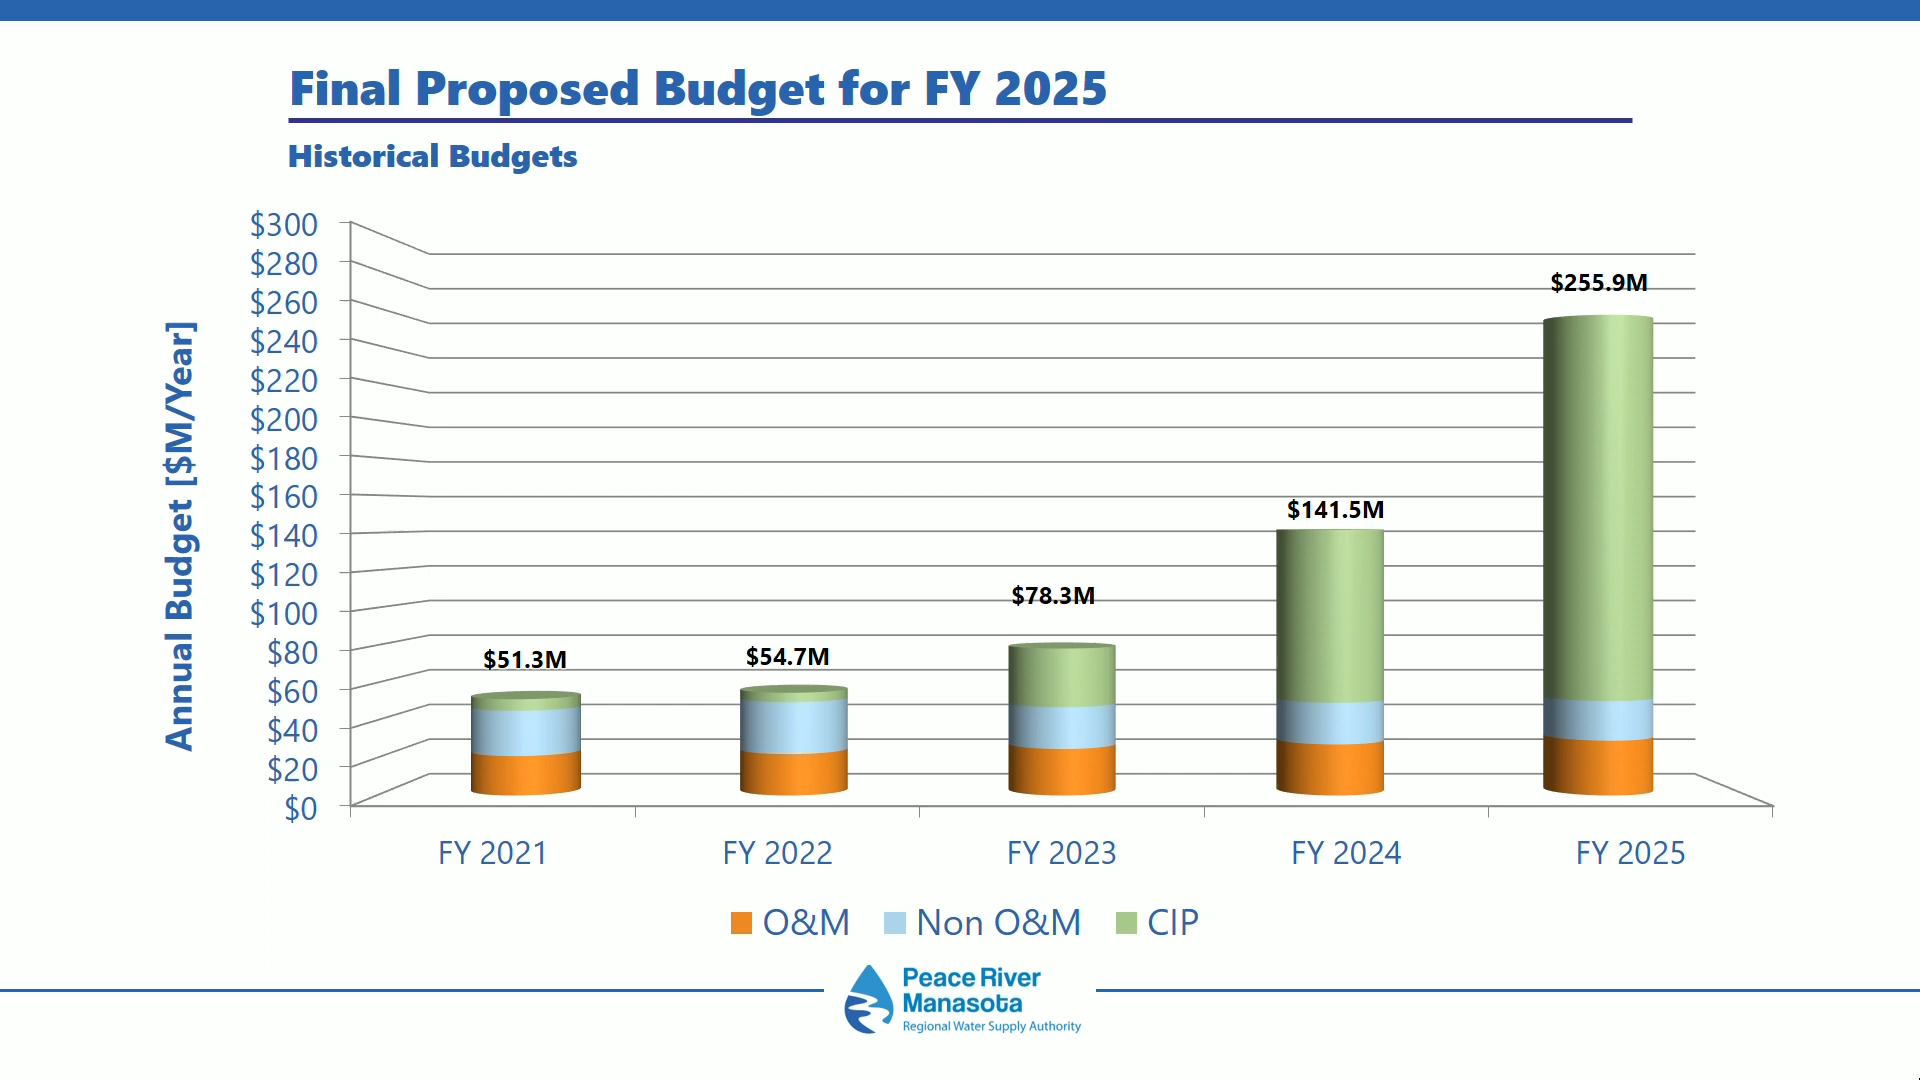 Final Proposed Budget for FY 2025
Historical Budgets
Annual Budget [$M/Year]
$300
$280
$260
$240
$220
$200
$180
$160
$140
$120
$100
$80
$60
$40
$20
$0
$51.3M
$54.7M
$78.3M
$141.5M
$255.9M
FY 2021 FY 2022 FY 2023 FY 2024 FY 2025
O&M Non O&M CIP
Peace River
Manasota
Regional Water Supply Authority